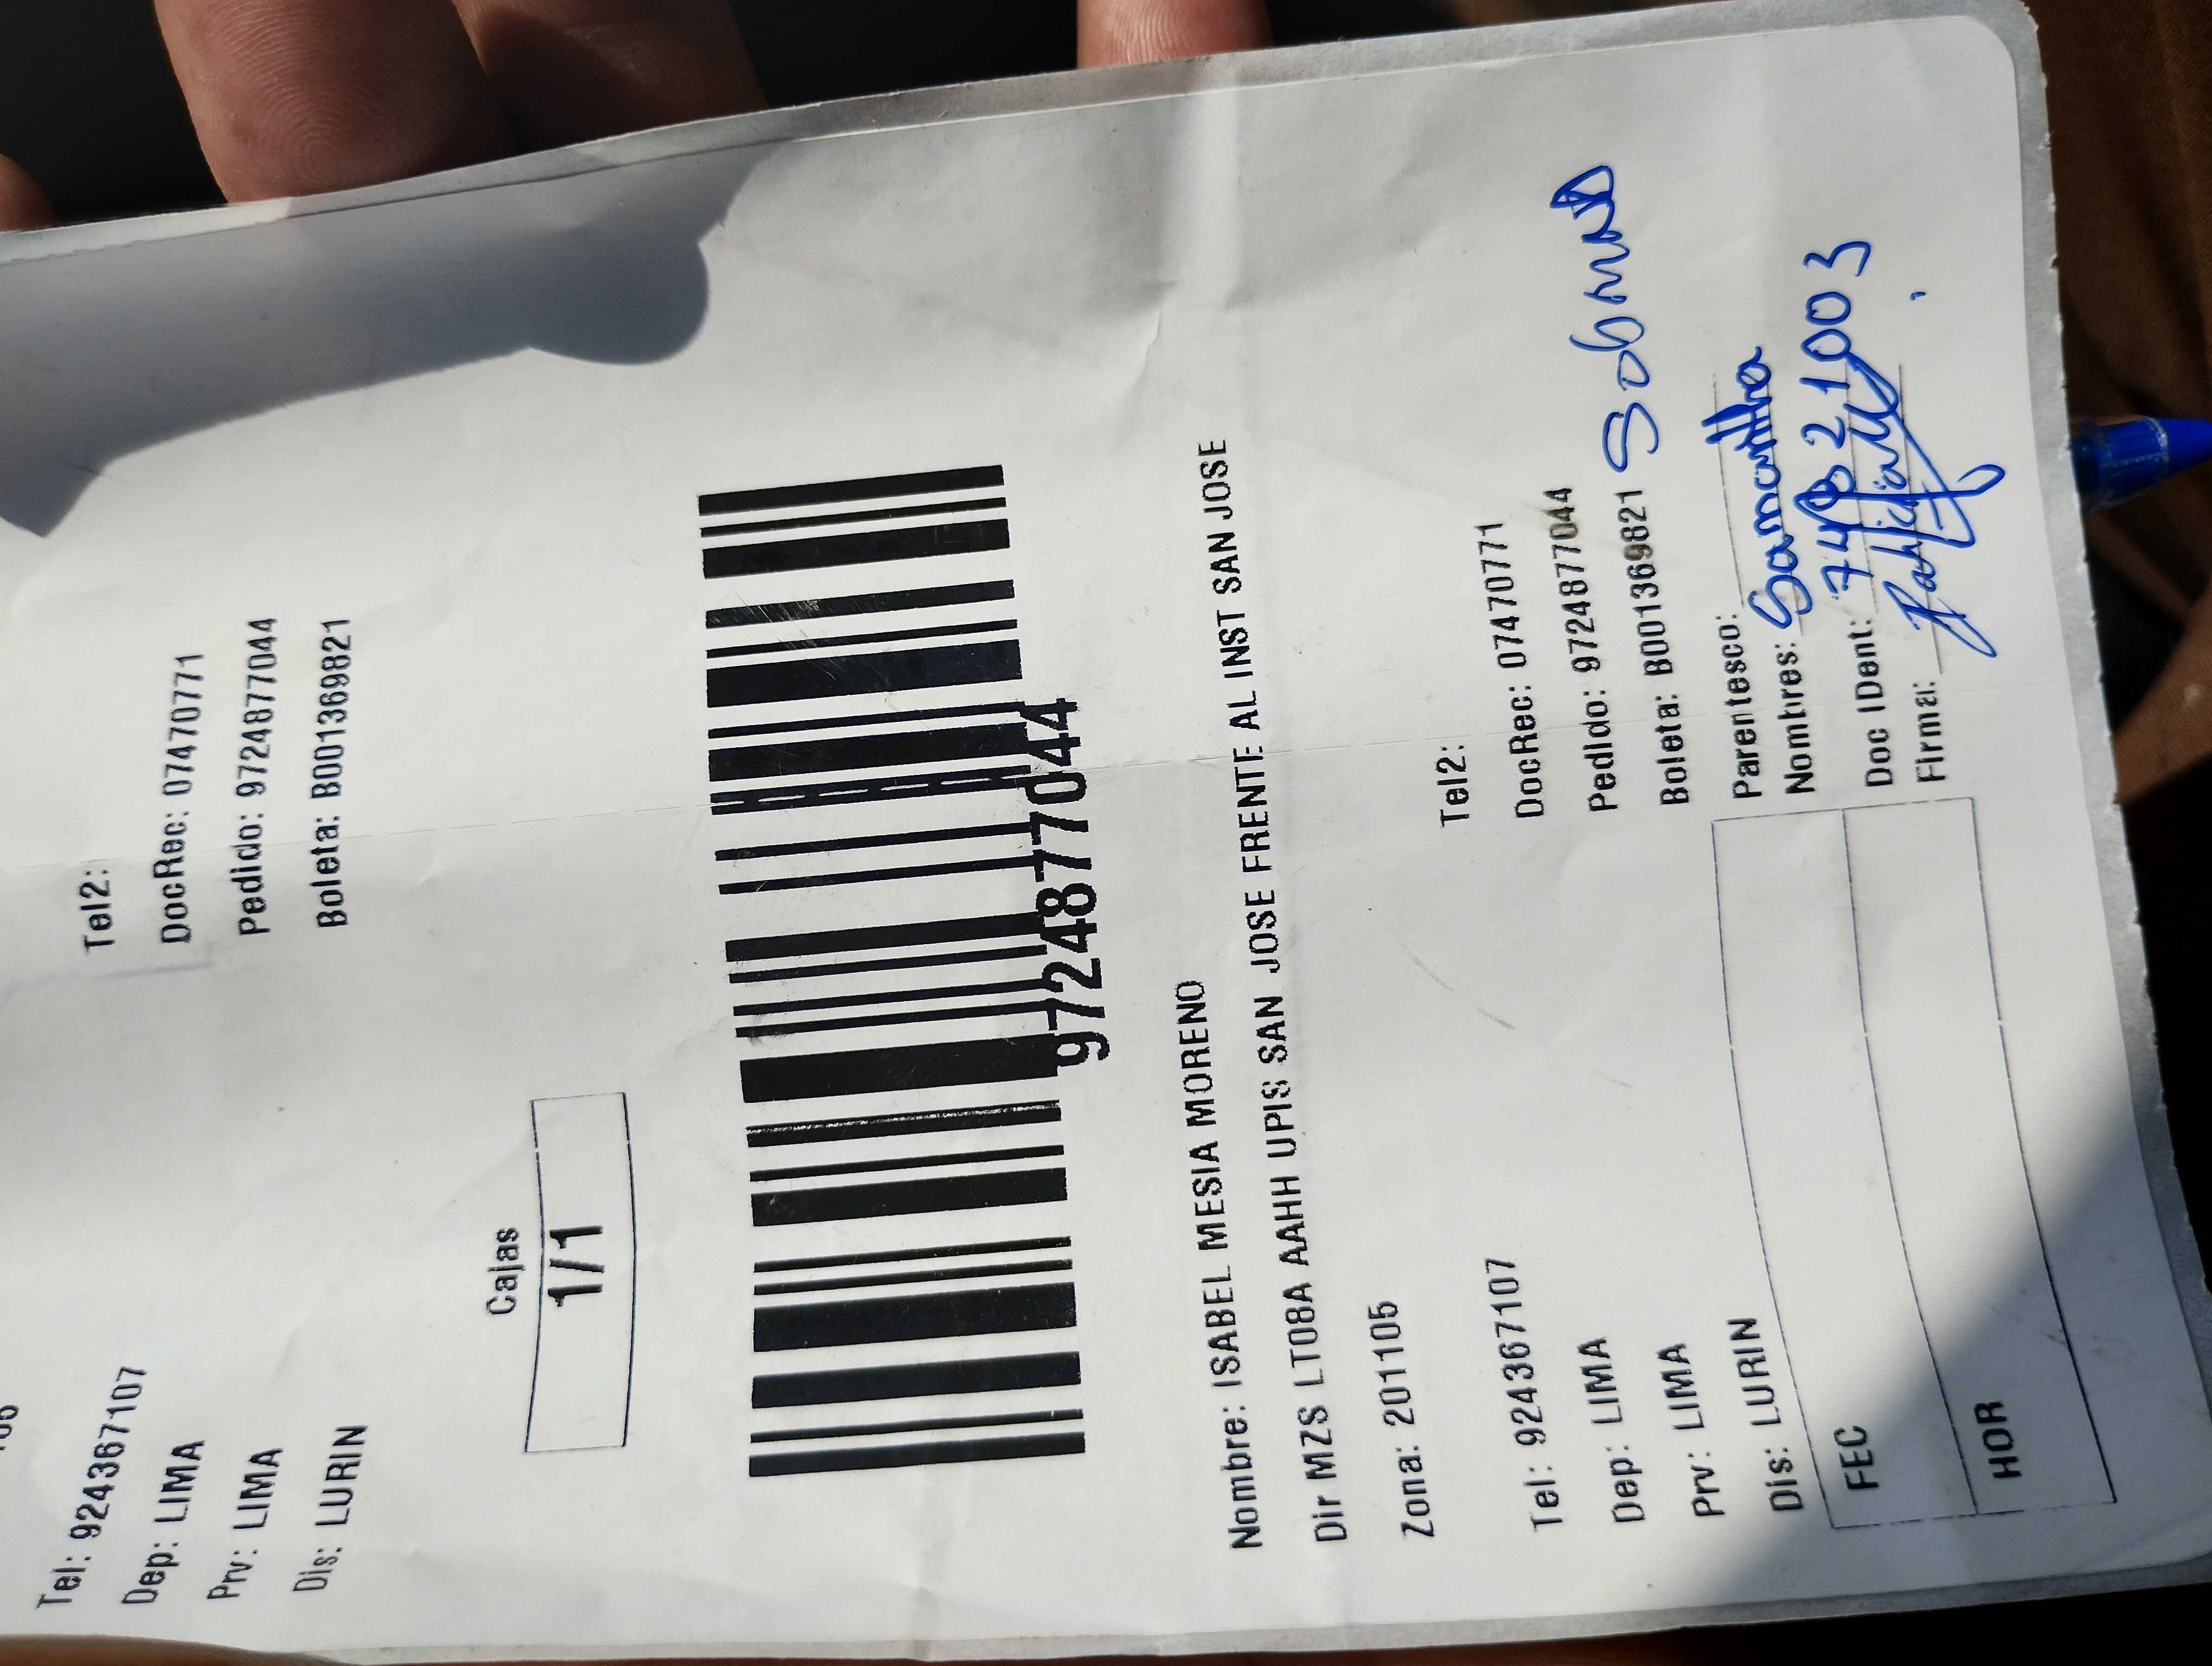 Tel: 924367107
Dep: LIMA
Prv: LIMA
Dis: LURIN
Tel2:
DocRec: 07470771
Pedido: 9724877044
Boleta: B001369821
Cajas
1/1
9724877044
Nombre: ISABEL MESIA MORENO
Dir MZS LT08A AAHH UPIS SAN JOSE FRENTE AL INST SAN JOSE
Zona: 201105
Tel: 924367107
Dep: LIMA
Prv: LIMA
Dis: LURIN
Tel2:
DocRec: 07470771
Pedido: 9724877044
Boleta: B001369821
Sobrina
Parentesco:
Nombres: Samantha
Doc IDent:
Firma:
FEC
HOR